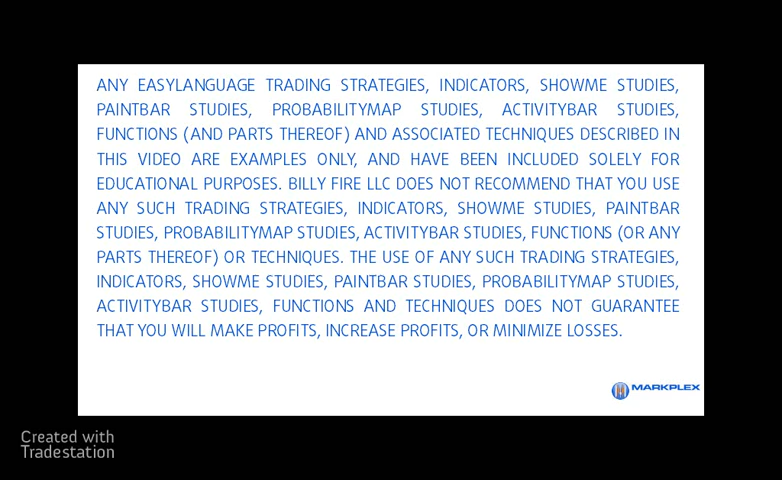 ANY EASYLANGUAGE TRADING STRATEGIES, INDICATORS, SHOWME STUDIES,
PAINTBAR STUDIES, PROBABILITYMAP STUDIES, ACTIVITYBAR STUDIES,
FUNCTIONS (AND PARTS THEREOF) AND ASSOCIATED TECHNIQUES DESCRIBED IN
THIS VIDEO ARE EXAMPLES ONLY, AND HAVE BEEN INCLUDED SOLELY FOR
EDUCATIONAL PURPOSES. BILLY FIRE LLC DOES NOT RECOMMEND THAT YOU USE
ANY SUCH TRADING STRATEGIES, INDICATORS, SHOWME STUDIES, PAINTBAR
STUDIES, PROBABILITYMAP STUDIES, ACTIVITYBAR STUDIES, FUNCTIONS (OR ANY
PARTS THEREOF) OR TECHNIQUES. THE USE OF ANY SUCH TRADING STRATEGIES,
INDICATORS, SHOWME STUDIES, PAINTBAR STUDIES, PROBABILITYMAP STUDIES,
ACTIVITYBAR STUDIES, FUNCTIONS AND TECHNIQUES DOES NOT GUARANTEE
THAT YOU WILL MAKE PROFITS, INCREASE PROFITS, OR MINIMIZE LOSSES.
MARKPLEX
Created with
Tradestation